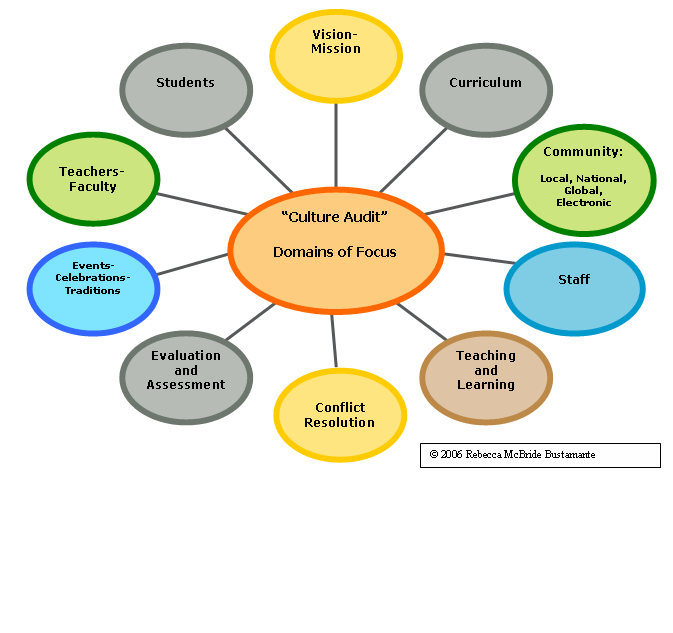 Vision-
Mission
Students
Curriculum
Teachers-
Faculty
Community:
Local, National,
Global,
Electronic
“Culture Audit”
Domains of Focus
Events-
Celebrations-
Traditions
Staff
Evaluation
and
Assessment
Teaching
and
Learning
Conflict
Resolution
© 2006 Rebecca McBride Bustamante